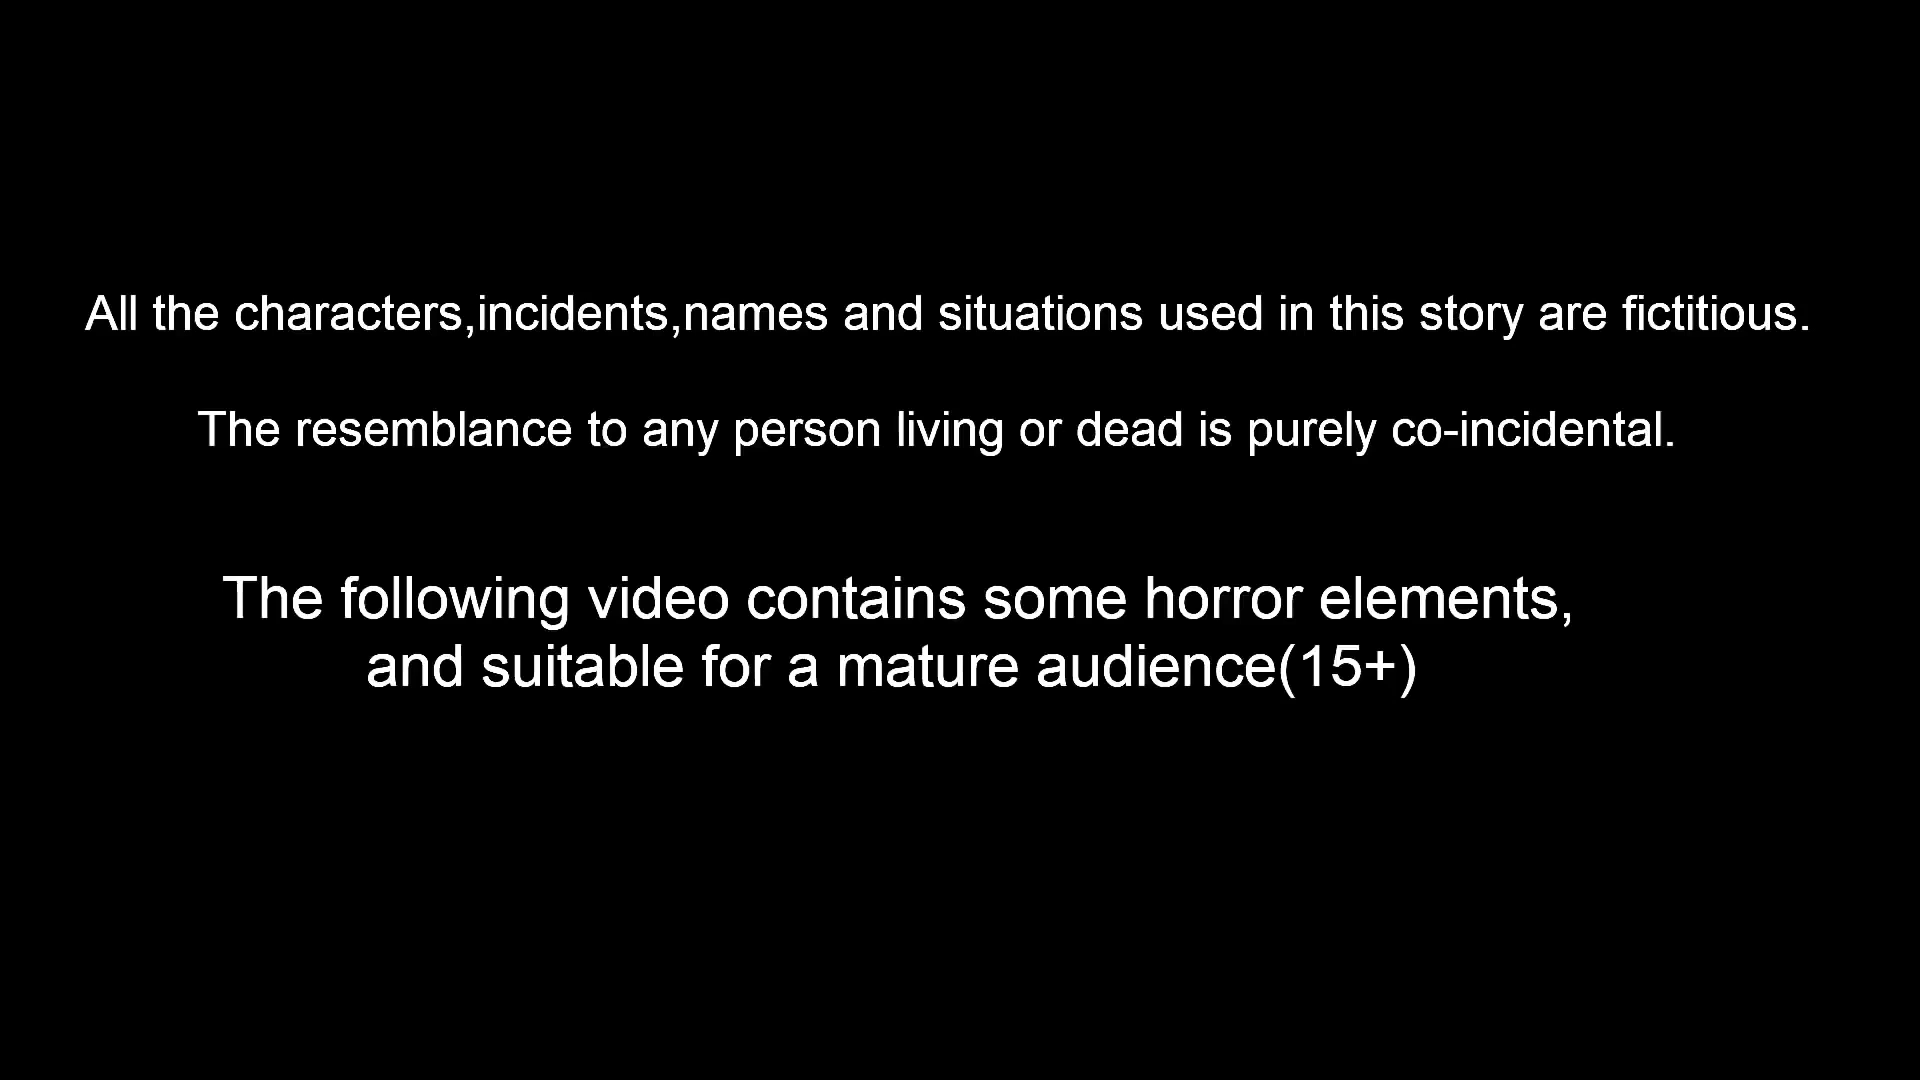 All the characters,incidents,names and situations used in this story are fictitious.
The resemblance to any person living or dead is purely co-incidental.
The following video contains some horror elements,
and suitable for a mature audience(15+)